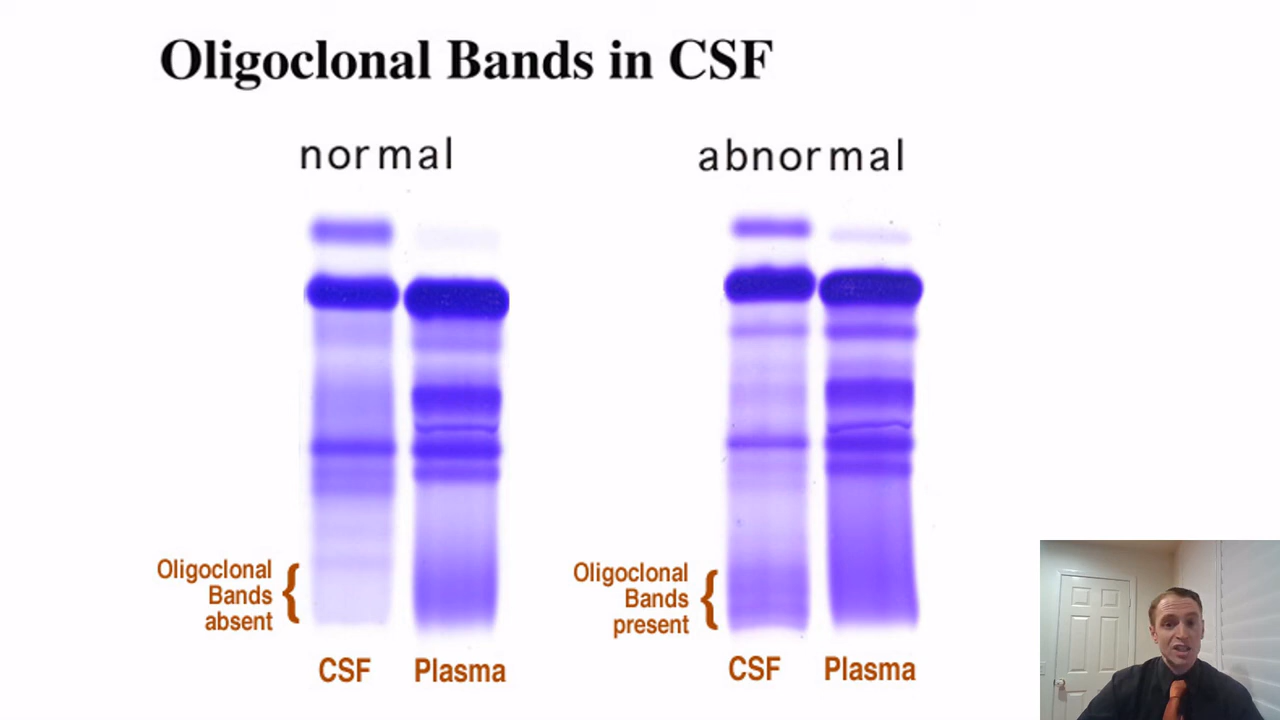 Oligoclonal Bands in CSF
normal
abnormal
Oligoclonal
Bands
absent
Oligoclonal
Bands
present
CSF
Plasma
CSF
Plasma